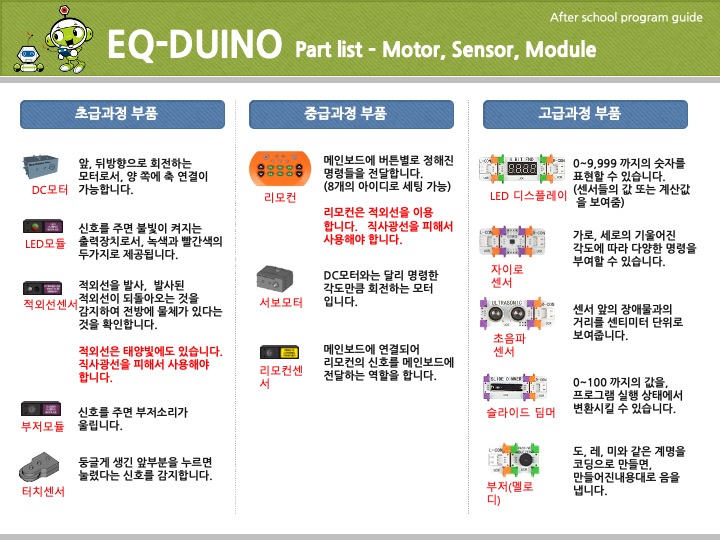 After school program guide
EQ-DUINO Part list - Motor, Sensor, Module
초급과정 부품
앞, 뒤방향으로 회전하는
모터로서, 양 쪽에 축 연결이
가능합니다.
DC모터
신호를 주면 불빛이 켜지는
출력장치로서, 녹색과 빨간색의
두가지로 제공됩니다.
LED모듈
적외선을 발사, 발사된
적외선이 되돌아오는 것을
감지하여 전방에 물체가 있다는
것을 확인합니다.
적외선센서
적외선은 태양빛에도 있습니다.
직사광선을 피해서 사용해야
합니다.
신호를 주면 부저소리가
울립니다.
부저모듈
둥글게 생긴 앞부분을 누르면
눌렸다는 신호를 감지합니다.
터치센서
중급과정 부품
메인보드에 버튼별로 정해진
명령들을 전달합니다.
(8개의 아이디로 세팅 가능)
리모컨
리모컨은 적외선을 이용
합니다. 직사광선을 피해서
사용해야 합니다.
DC모터와는 달리 명령한
각도만큼 회전하는 모터
입니다.
서보모터
메인보드에 연결되어
리모컨의 신호를 메인보드에
전달하는 역할을 합니다.
리모컨센
서
고급과정 부품
0~9,999 까지의 숫자를
표현할 수 있습니다.
(센서들의 값 또는 계산값
을 보여줌)
LED 디스플레이
가로, 세로의 기울어진
각도에 따라 다양한 명령을
부여할 수 있습니다.
자이로
센서
ULTRASONIC
센서 앞의 장애물과의
거리를 센티미터 단위로
보여줍니다.
초음파
센서
SLIDE DIMMER
0~100 까지의 값을,
프로그램 실행 상태에서
변환시킬 수 있습니다.
슬라이드 딤머
도, 레, 미와 같은 계명을
코딩으로 만들면,
만들어진내용대로 음을
냅니다.
부저(멜로
디)